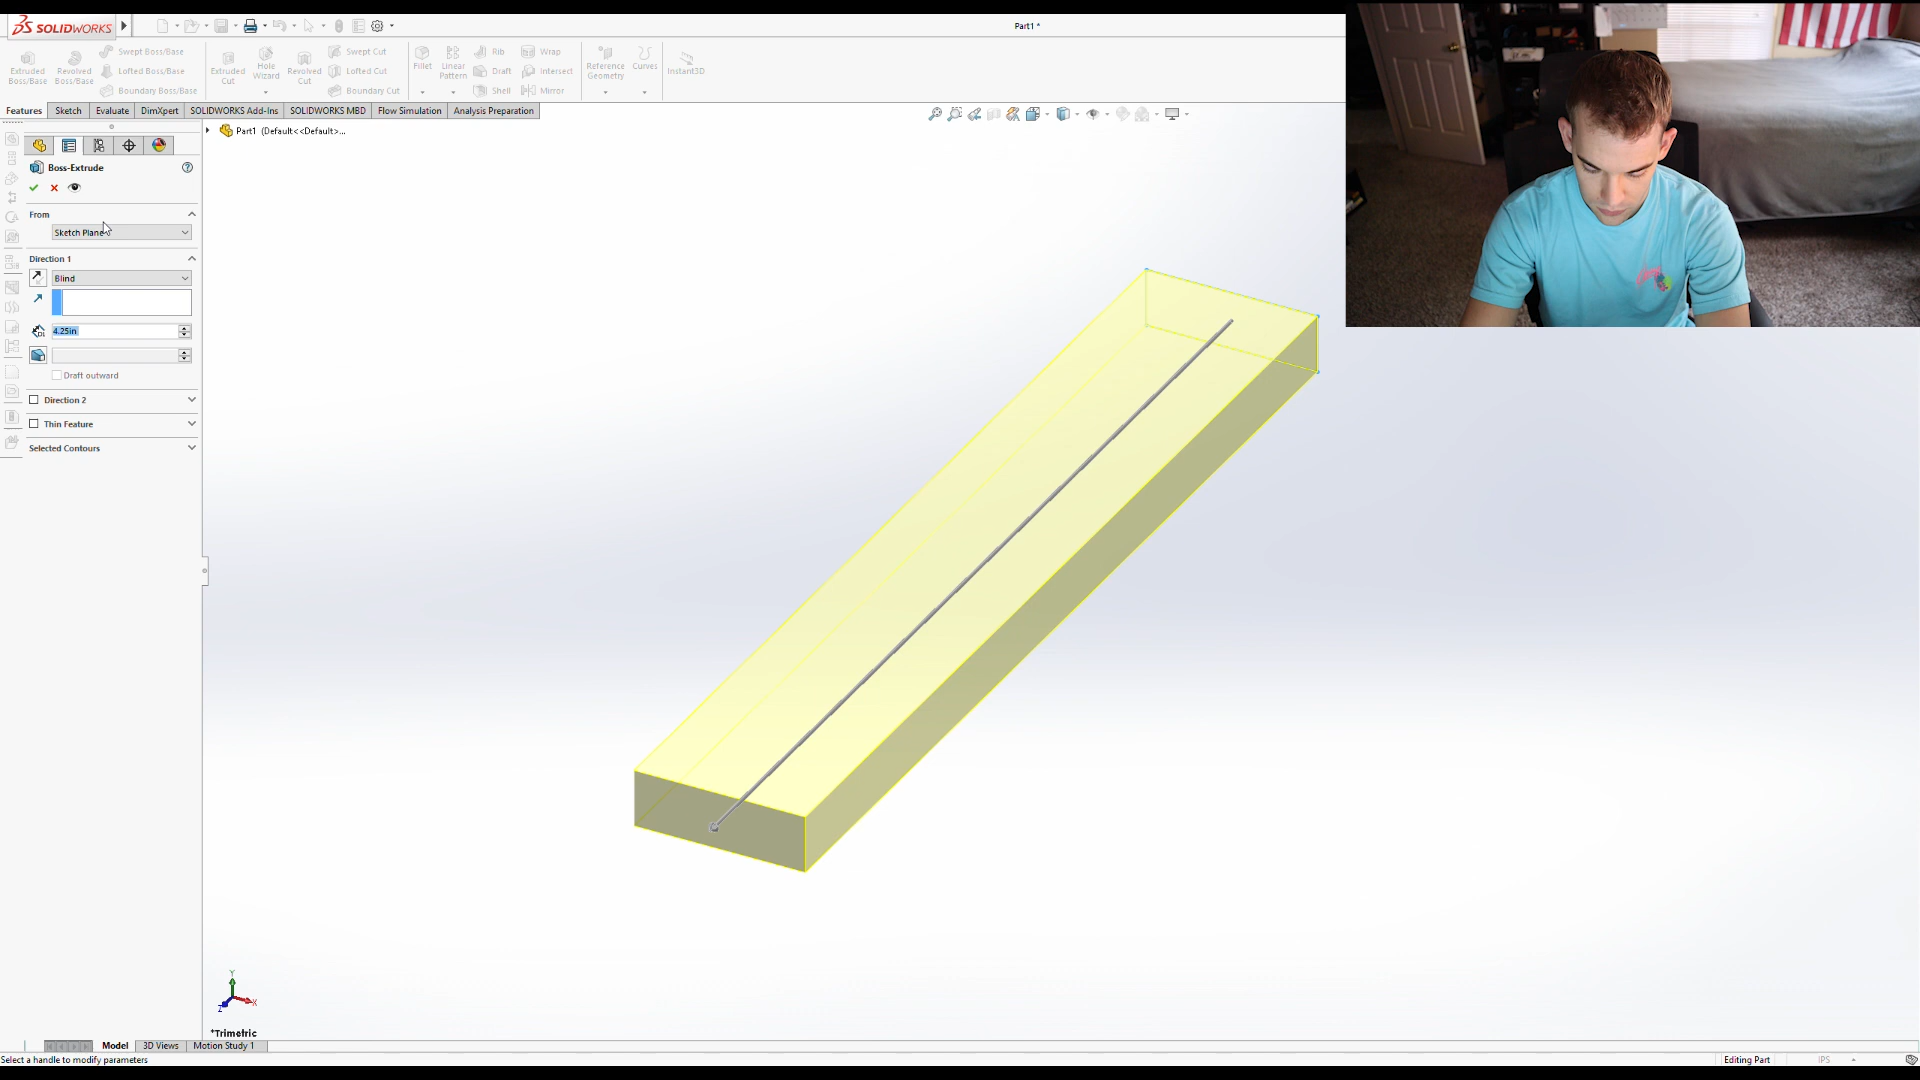 SOLIDWORKS
Part1 *
Extruded Boss/Base
Revolved Boss/Base
Swept Boss/Base
Lofted Boss/Base
Boundary Boss/Base
Extruded Cut
Hole Wizard
Revolved Cut
Swept Cut
Lofted Cut
Boundary Cut
Fillet
Linear Pattern
Rib
Draft
Shell
Wrap
Intersect
Mirror
Reference Geometry
Curves
Instant3D
Features
Sketch
Evaluate
DimXpert
SOLIDWORKS Add-Ins
SOLIDWORKS MBD
Flow Simulation
Analysis Preparation
Part1 (Default<<Default>...
Boss-Extrude
From
Sketch Plane
Direction 1
Blind
4.25in
Draft outward
Direction 2
Thin Feature
Selected Contours
Y
X
Z
*Trimetric
Model
3D Views
Motion Study 1
Select a handle to modify parameters
Editing Part
IPS